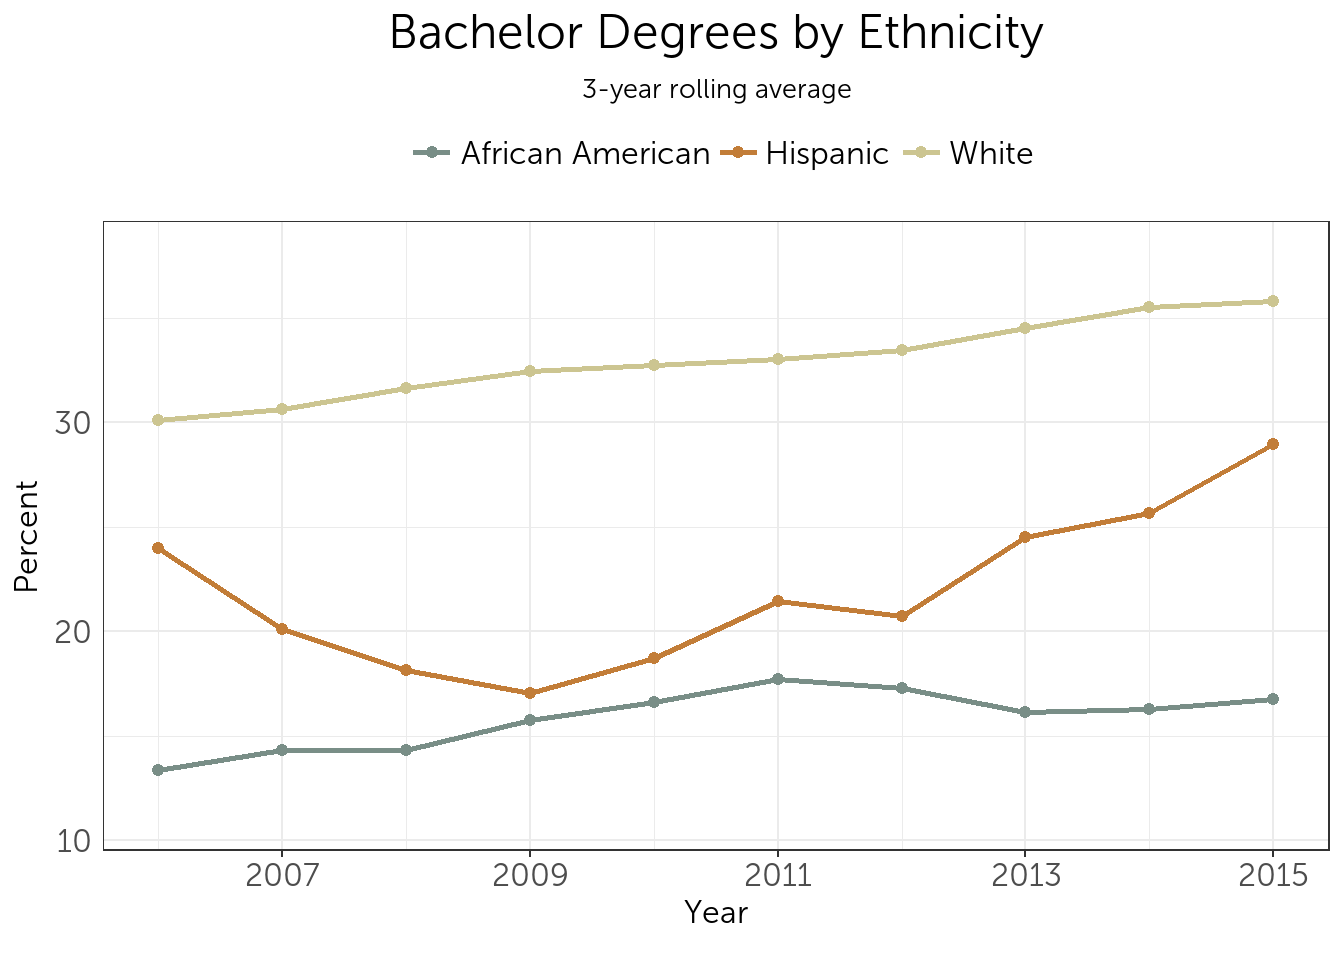 Bachelor Degrees by Ethnicity
3-year rolling average
African American Hispanic White
30
20
10
Percent
2007 2009 2011 2013 2015
Year